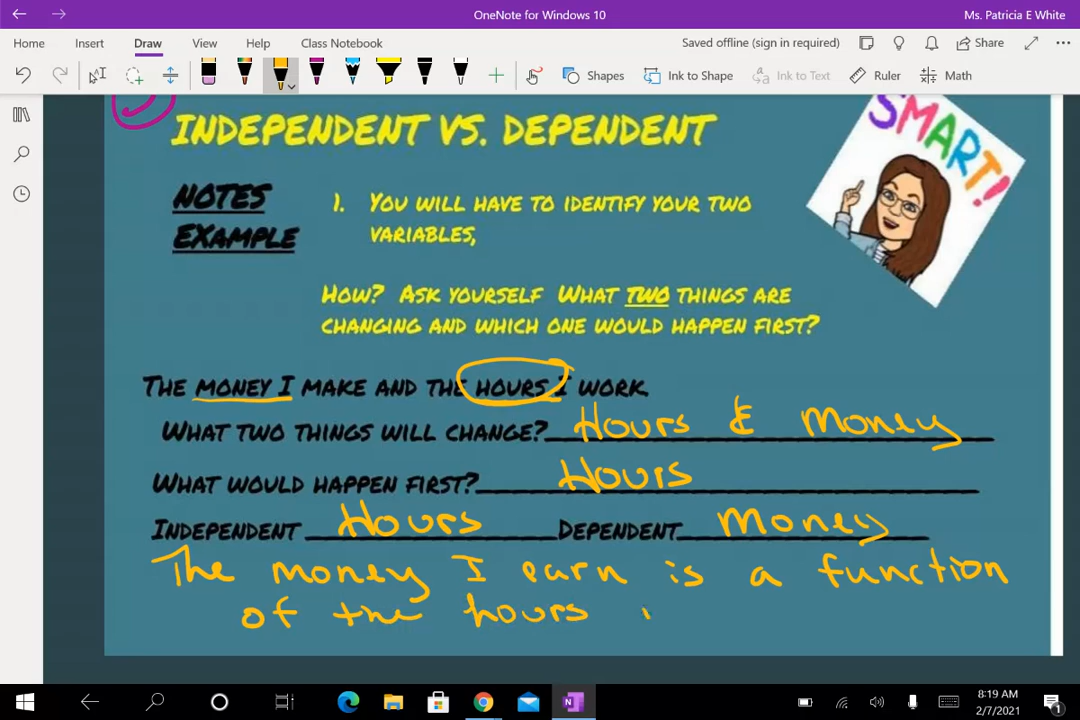 OneNote for Windows 10
Ms. Patricia E White
Home Insert Draw View Help Class Notebook
Saved offline (sign in required)
Share
Shapes Ink to Shape Ink to Text Ruler Math
INDEPENDENT VS. DEPENDENT
SMART!
NOTES
EXAMPLE
1. YOU WILL HAVE TO IDENTIFY YOUR TWO
VARIABLES,
HOW? ASK YOURSELF WHAT TWO THINGS ARE
CHANGING AND WHICH ONE WOULD HAPPEN FIRST?
THE MONEY I MAKE AND THE HOURS I WORK.
WHAT TWO THINGS WILL CHANGE? Hours & Money
WHAT WOULD HAPPEN FIRST? Hours
INDEPENDENT Hours DEPENDENT Money
The money I earn is a function
of the hours
8:19 AM
2/7/2021
1